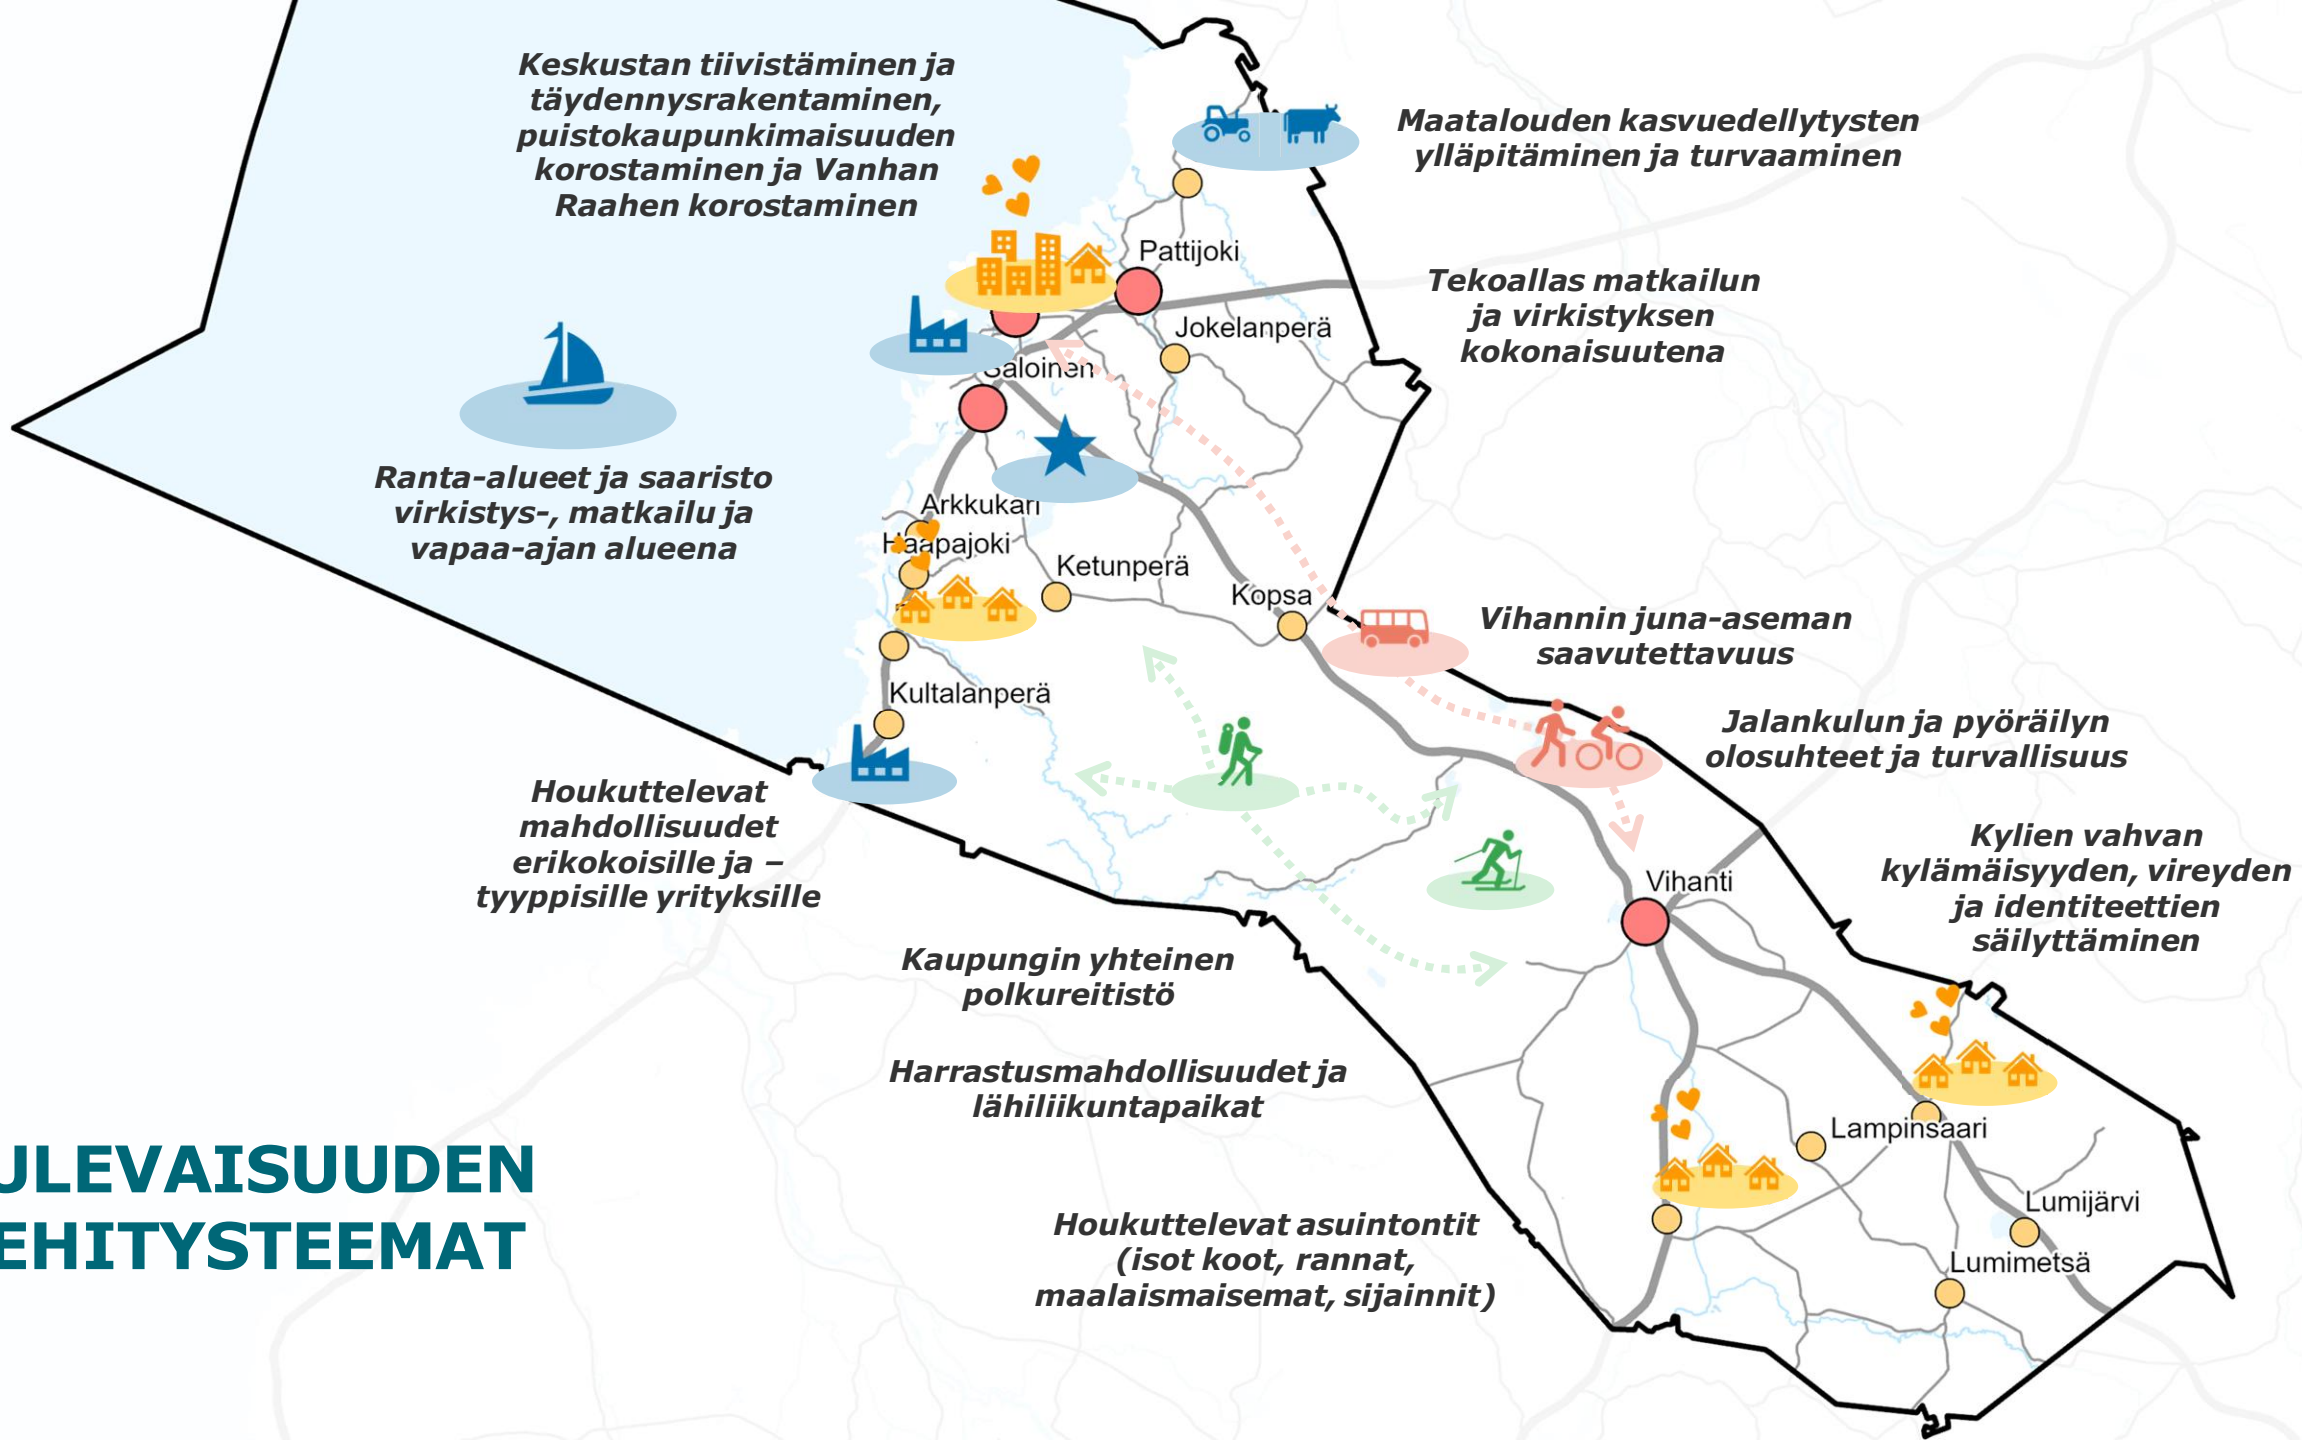 Keskustan tiivistäminen ja
täydennysrakentaminen,
puistokaupunkimaisuuden
korostaminen ja Vanhan
Raahen korostaminen
Maatalouden kasvuedellytysten
ylläpitäminen ja turvaaminen
Pattijoki
Tekoallas matkailun
ja virkistyksen
kokonaisuutena
Jokelanperä
Saloinen
Ranta-alueet ja saaristo
virkistys-, matkailu ja
vapaa-ajan alueena
Arkkukari
Haapajoki
Ketunperä
Kopsa
Vihannin juna-aseman
saavutettavuus
Kultalanperä
Jalankulun ja pyöräilyn
olosuhteet ja turvallisuus
Houkuttelevat
mahdollisuudet
erikokoisille ja –
tyyppisille yrityksille
Kylien vahvan
kylämäisyyden, vireyden
ja identiteettien
säilyttäminen
Vihanti
Kaupungin yhteinen
polkureitistö
Harrastusmahdollisuudet ja
lähiliikuntapaikat
Lampinsaari
ULEVAISUUDEN
EHITYSTEEMAT
Houkuttelevat asuintontit
(isot koot, rannat,
maalaismaisemat, sijainnit)
Lumijärvi
Lumimetsä